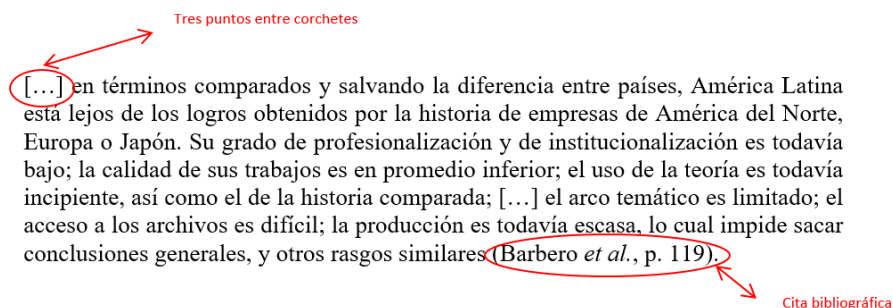 Tres puntos entre corchetes
[…] en términos comparados y salvando la diferencia entre países, América Latina
está lejos de los logros obtenidos por la historia de empresas de América del Norte,
Europa o Japón. Su grado de profesionalización y de institucionalización es todavía
bajo; la calidad de sus trabajos es en promedio inferior; el uso de la teoría es todavía
incipiente, así como el de la historia comparada; […] el arco temático es limitado; el
acceso a los archivos es difícil; la producción es todavía escasa, lo cual impide sacar
conclusiones generales, y otros rasgos similares (Barbero et al., p. 119).
Cita bibliográfica